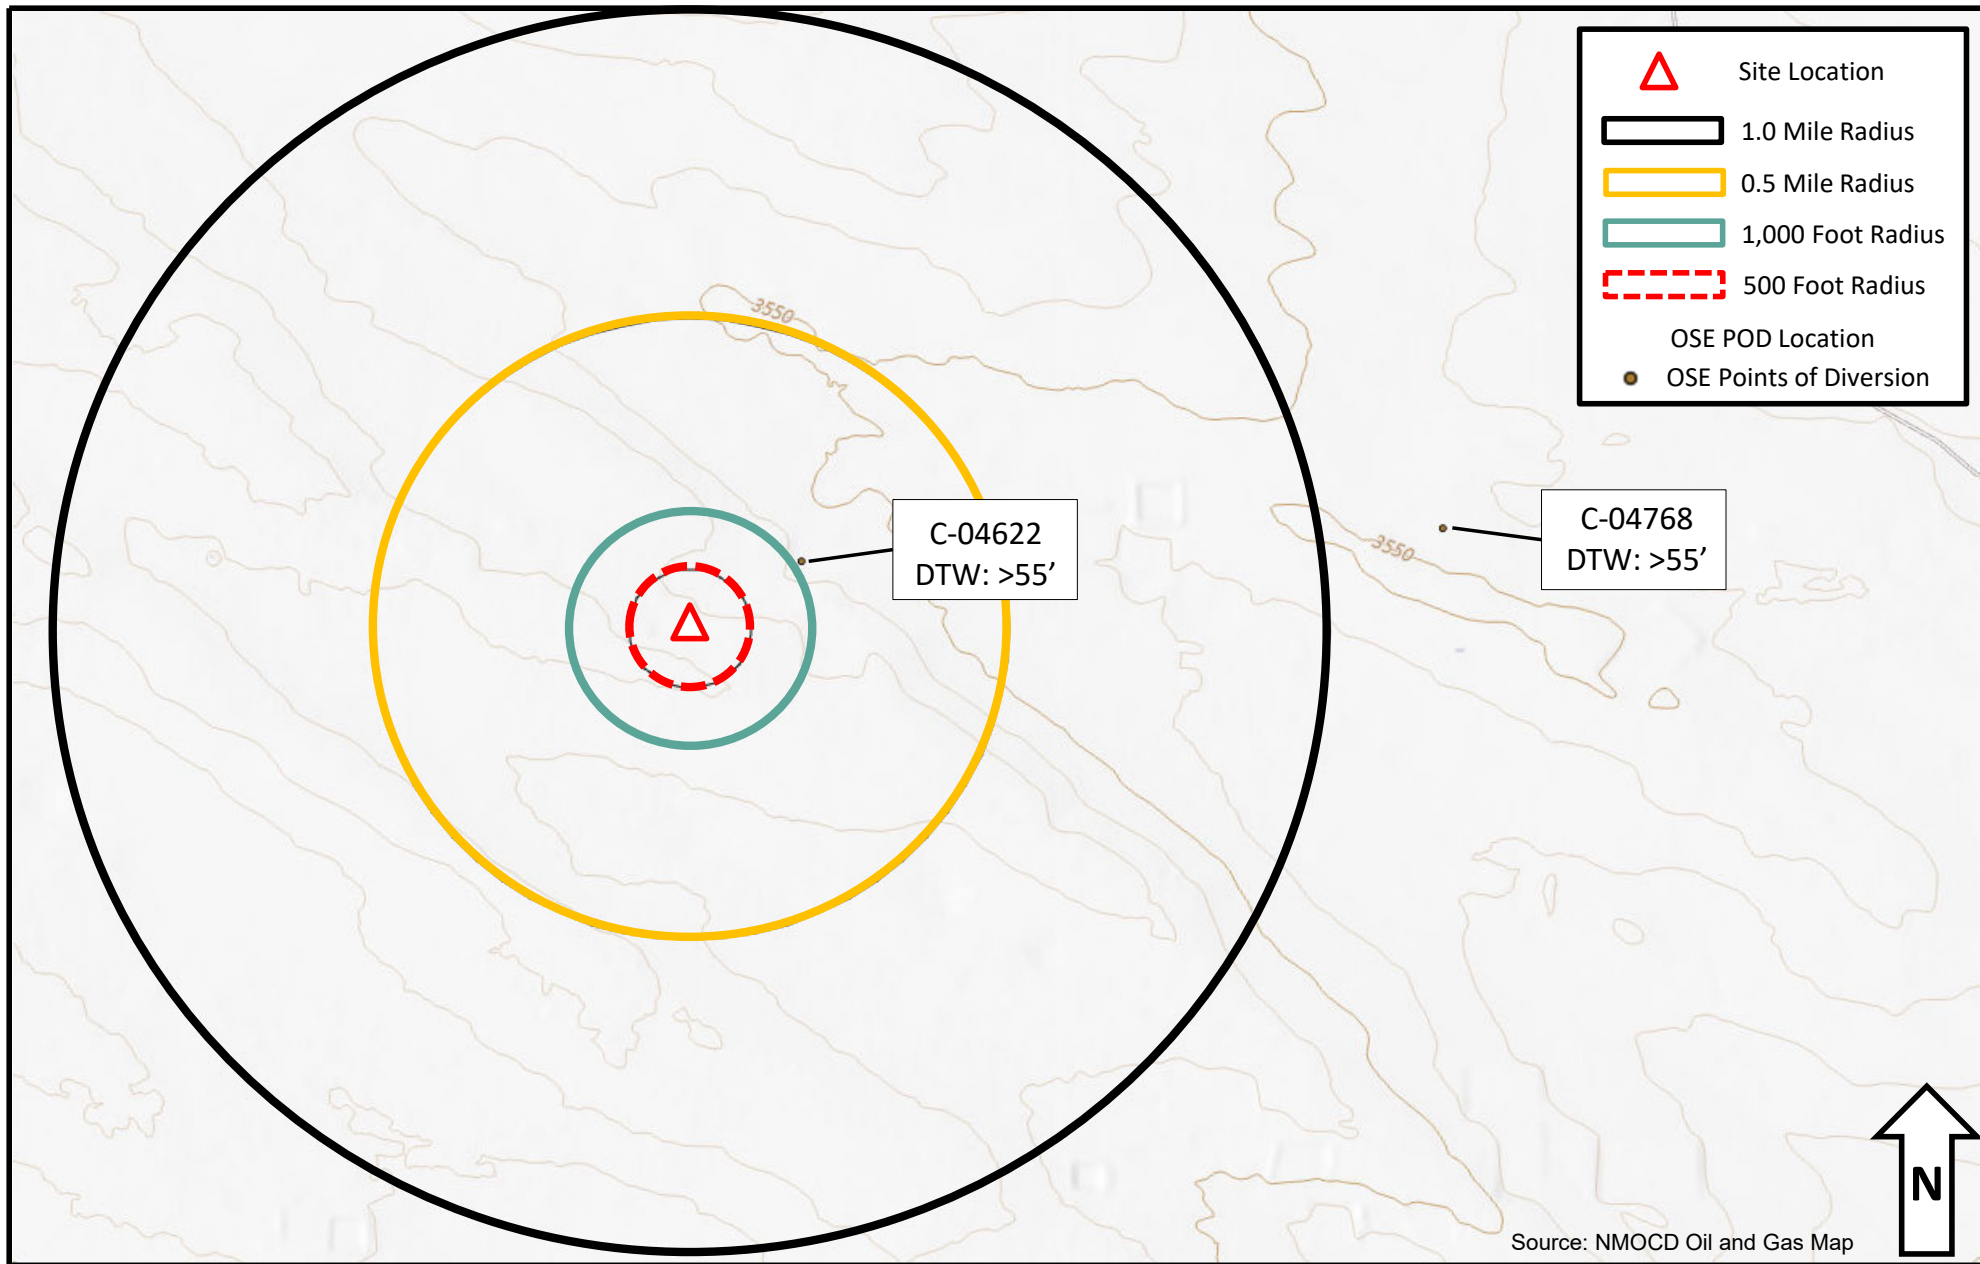 Site Location
1.0 Mile Radius
0.5 Mile Radius
1,000 Foot Radius
500 Foot Radius
OSE POD Location
OSE Points of Diversion
3550
C-04622
DTW: >55’
C-04768
DTW: >55’
3550
N
Source: NMOCD Oil and Gas Map